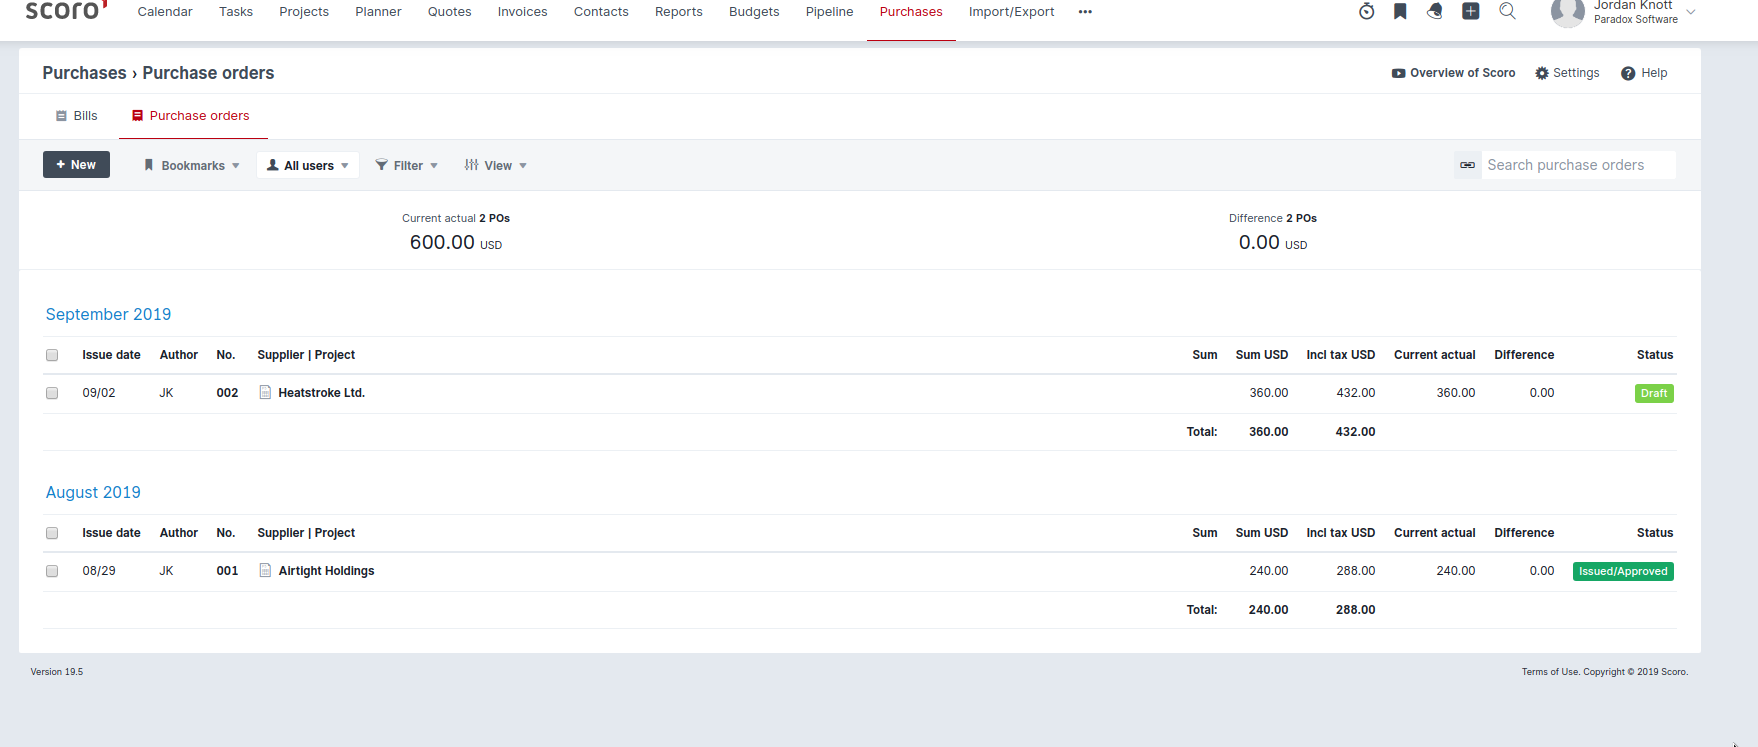 scoro Calendar Tasks Projects Planner Quotes Invoices Contacts Reports Budgets Pipeline Purchases Import/Export ••• Jordan Knott
Paradox Software
Purchases › Purchase orders Overview of Scoro Settings Help
Bills Purchase orders
+ New Bookmarks All users Filter View Search purchase orders
Current actual 2 POs Difference 2 POs
600.00 USD 0.00 USD
September 2019
Issue date Author No. Supplier | Project Sum Sum USD Incl tax USD Current actual Difference Status
09/02 JK 002 Heatstroke Ltd. 360.00 432.00 360.00 0.00 Draft
Total: 360.00 432.00
August 2019
Issue date Author No. Supplier | Project Sum Sum USD Incl tax USD Current actual Difference Status
08/29 JK 001 Airtight Holdings 240.00 288.00 240.00 0.00 Issued/Approved
Total: 240.00 288.00
Version 19.5 Terms of Use. Copyright © 2019 Scoro.